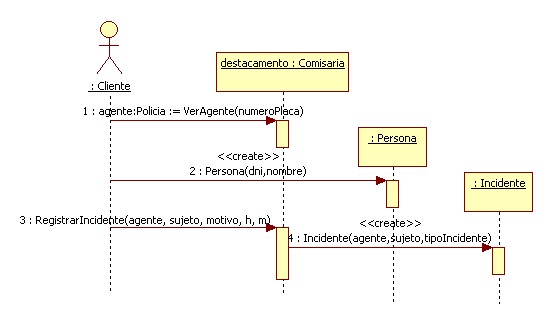 : Cliente
destacamento : Comisaria
1 : agente:Policia := VerAgente(numeroPlaca)
<<create>>
2 : Persona(dni,nombre)
: Persona
: Incidente
3 : RegistrarIncidente(agente, sujeto, motivo, h, m)
<<create>>
4 : Incidente(agente,sujeto,tipoIncidente)